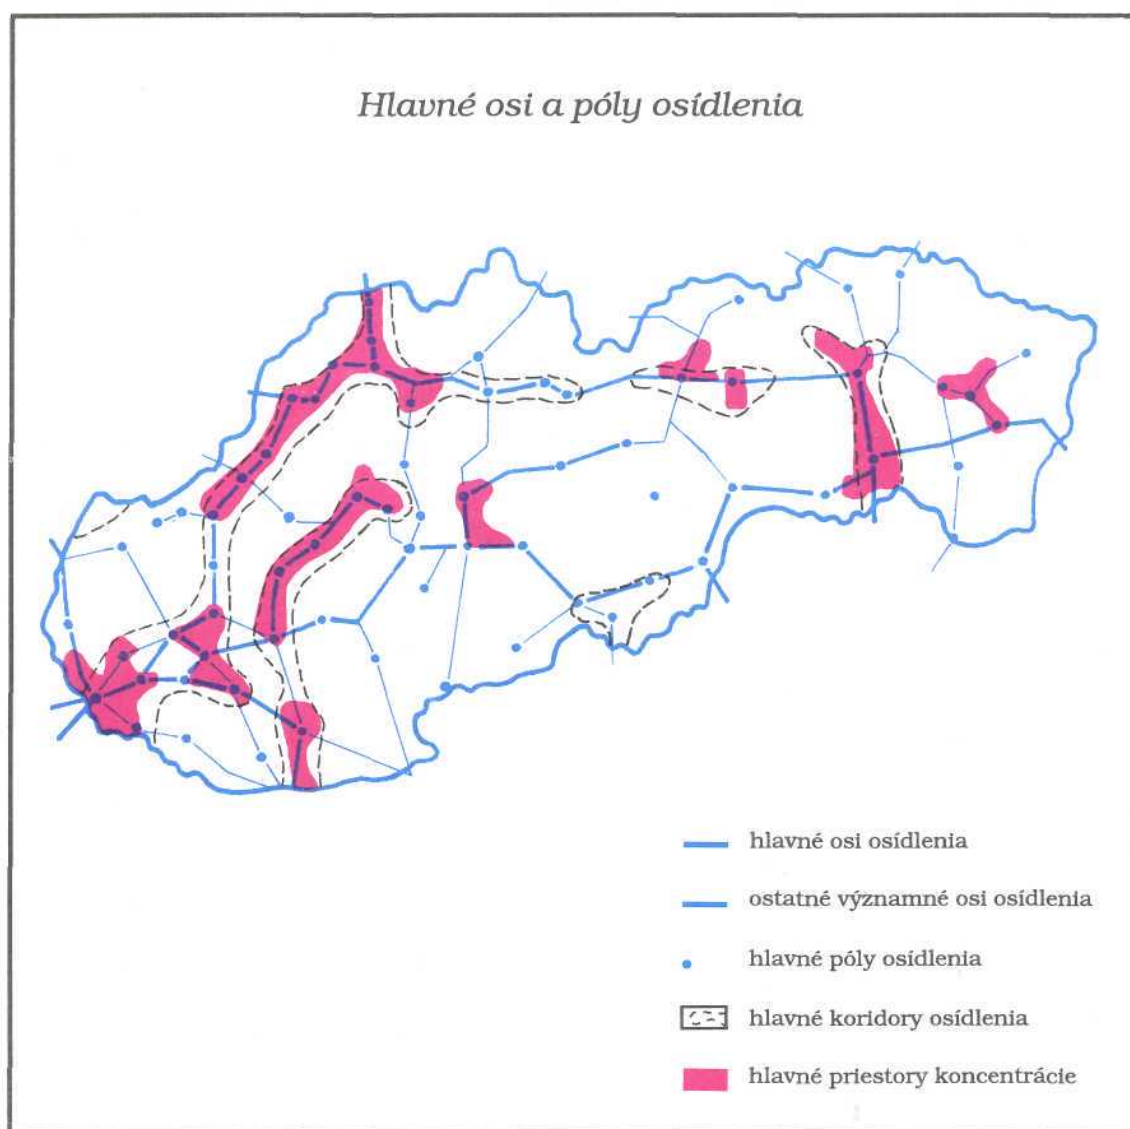 Hlavné osi a póly osídlenia
hlavné osi osídlenia
ostatné významné osi osídlenia
hlavné póly osídlenia
hlavné koridory osídlenia
hlavné priestory koncentrácie